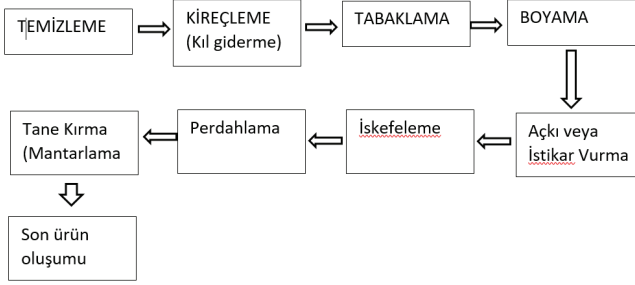 TEMİZLEME
KİREÇLEME
(Kıl giderme)
TABAKLAMA
BOYAMA
Açkı veya
İstikar Vurma
İskefeleme
Perdahlama
Tane Kırma
(Mantarlama
Son ürün
oluşumu